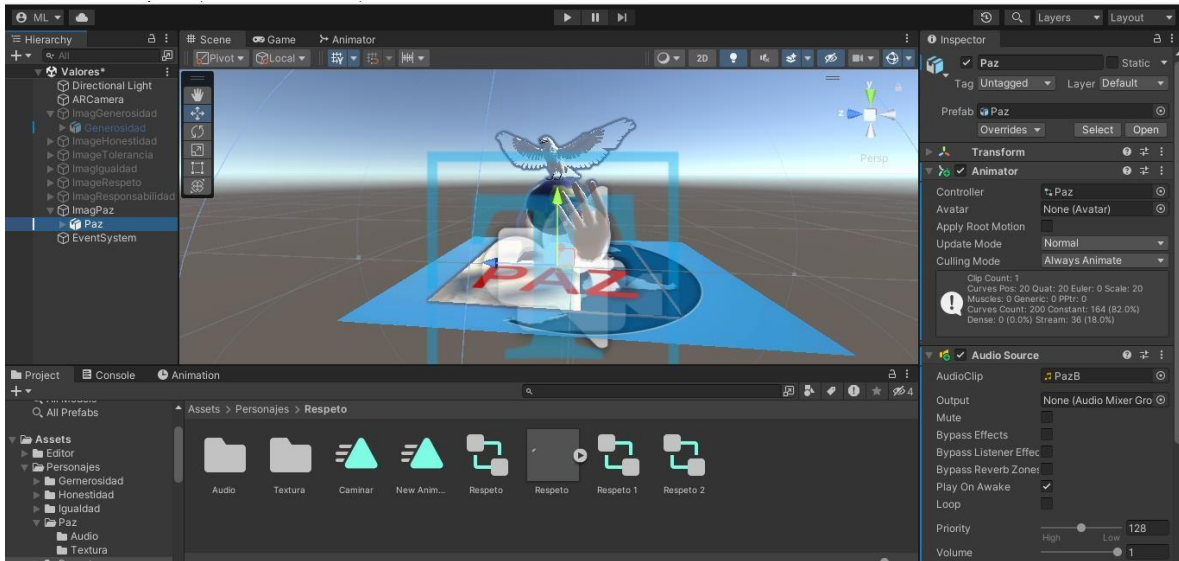 ML
Layers
Layout
Hierarchy
All
Valores*
Directional Light
ARCamera
ImagGenerosidad
Generosidad
ImageHonestidad
ImageTolerancia
ImagIgualdad
ImageRespeto
ImagResponsabilidad
ImagPaz
Paz
EventSystem
Scene
Game
Animator
Pivot
Local
2D
y
z
Persp
PAZ
Inspector
Paz
Static
Tag Untagged Layer Default
Prefab Paz
Overrides Select Open
Transform
Animator
Controller Paz
Avatar None (Avatar)
Apply Root Motion
Update Mode Normal
Culling Mode Always Animate
Clip Count: 1
Curves Pos: 20 Quat: 20 Euler: 0 Scale: 20
Muscles: 0 Generic: 0 PPtr: 0
Curves Count: 200 Constant: 164 (82.0%)
Dense: 0 (0.0%) Stream: 36 (18.0%)
Audio Source
AudioClip PazB
Output None (Audio Mixer Gro
Mute
Bypass Effects
Bypass Listener Effec
Bypass Reverb Zones
Play On Awake
Loop
Priority 128
High Low
Volume 1
Project
Console
Animation
4
All Prefabs
Assets
Editor
Personajes
Gernerosidad
Honestidad
Igualdad
Paz
Audio
Textura
Assets > Personajes > Respeto
Audio
Textura
Caminar
New Anim...
Respeto
Respeto
Respeto 1
Respeto 2